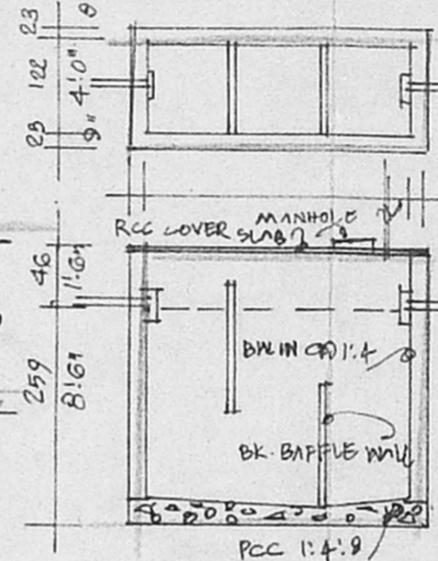 23
122 4'.0"
23 9"
RCC COVER SLAB
MANHOLE
46 1'.6"
259 8'.6"
BK. BAFFLE WALL
PCC 1:4:8